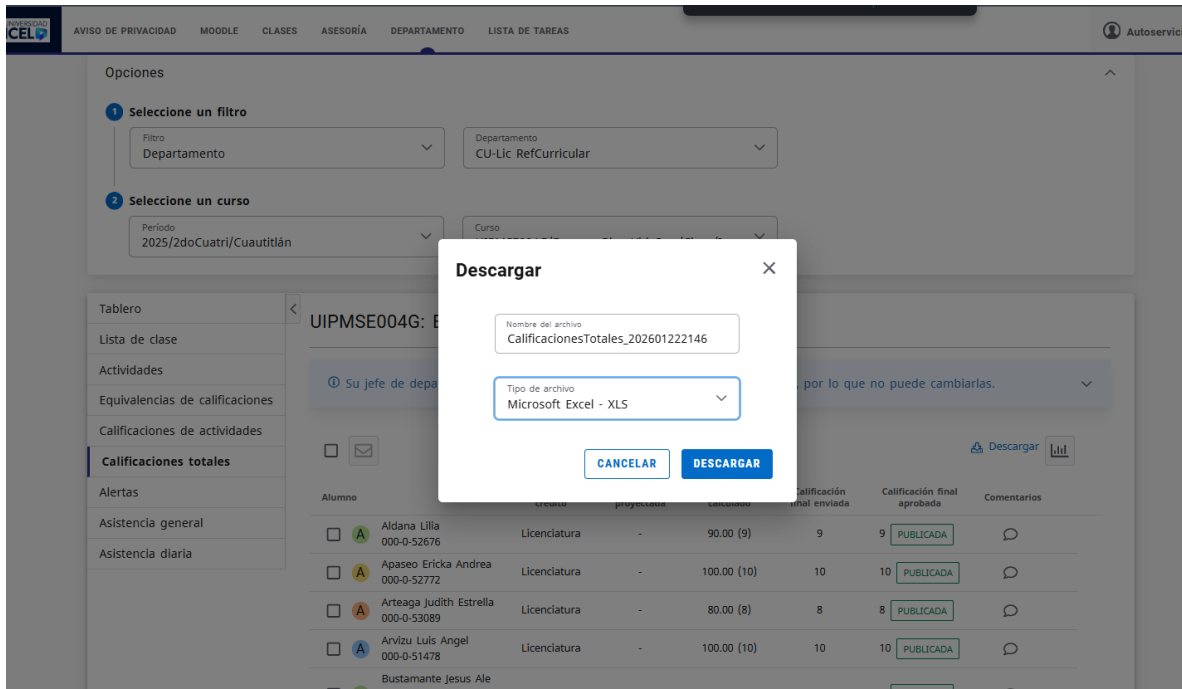 UNIVERSIDAD
ICEL
AVISO DE PRIVACIDAD MOODLE CLASES ASESORÍA DEPARTAMENTO LISTA DE TAREAS
Autoservici
Opciones
1 Seleccione un filtro
Filtro
Departamento
Departamento
CU-Lic RefCurricular
2 Seleccione un curso
Período
2025/2doCuatri/Cuautitlán
Curso
Descargar
Nombre del archivo
CalificacionesTotales_202601222146
Tipo de archivo
Microsoft Excel - XLS
CANCELAR DESCARGAR
Tablero
Lista de clase
Actividades
Equivalencias de calificaciones
Calificaciones de actividades
Calificaciones totales
Alertas
Asistencia general
Asistencia diaria
UIPMSE004G: E
Su jefe de depa , por lo que no puede cambiarlas.
Descargar
Alumno crédito proyectada calculado Calificación final enviada Calificación final aprobada Comentarios
A Aldana Lilia
000-0-52676 Licenciatura - 90.00 (9) 9 9 PUBLICADA
A Apaseo Ericka Andrea
000-0-52772 Licenciatura - 100.00 (10) 10 10 PUBLICADA
A Arteaga Judith Estrella
000-0-53089 Licenciatura - 80.00 (8) 8 8 PUBLICADA
A Arvizu Luis Angel
000-0-51478 Licenciatura - 100.00 (10) 10 10 PUBLICADA
Bustamante Jesus Ale